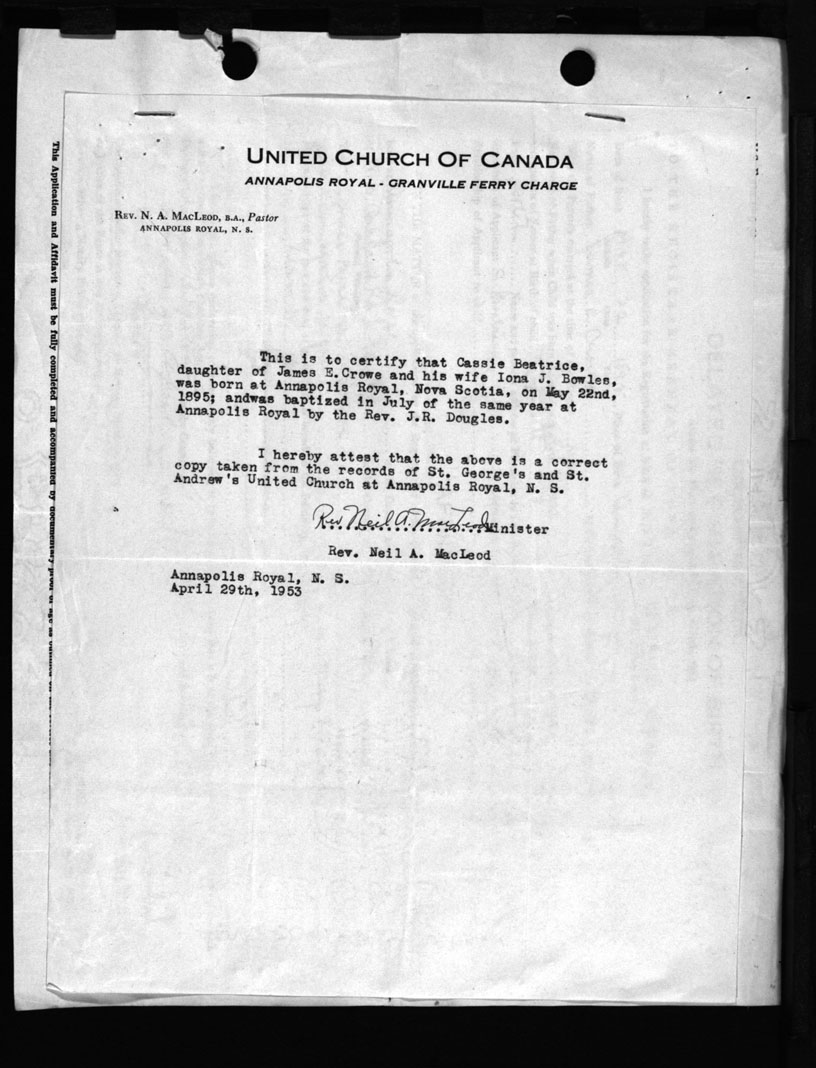 UNITED CHURCH OF CANADA
ANNAPOLIS ROYAL - GRANVILLE FERRY CHARGE
REV. N. A. MACLEOD, B.A., Pastor
ANNAPOLIS ROYAL, N. S.
This is to certify that Cassie Beatrice,
daughter of James E.Crowe and his wife Iona J. Bowles,
was born at Annapolis Royal, Nova Scotia, on May 22nd,
1895; andwas baptized in July of the same year at
Annapolis Royal by the Rev. J.R. Dougles.
I hereby attest that the above is a correct
copy taken from the records of St. George's and St.
Andrew's United Church at Annapolis Royal, N. S.
Rev Neil A. MacLeod Minister
Rev. Neil A. MacLeod
Annapolis Royal, N. S.
April 29th, 1953
This Application and Affidavit must be fully completed and accompanied by documentary proof of age as